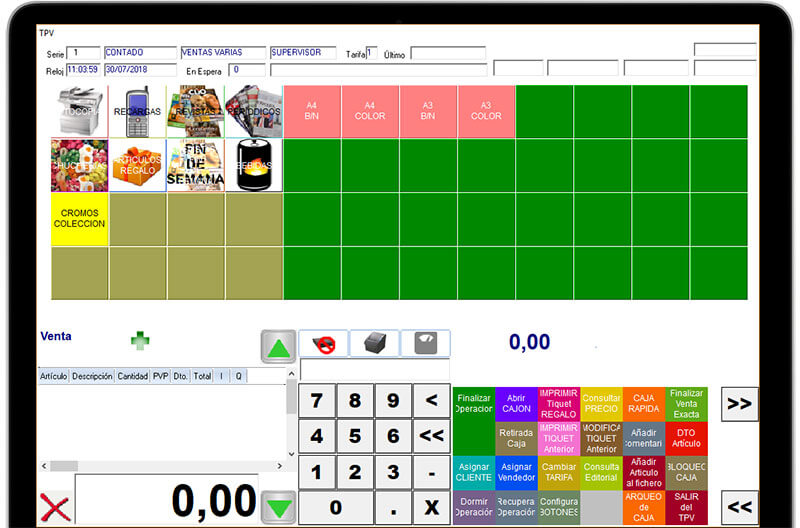 TPV
Serie 1 CONTADO VENTAS VARIAS SUPERVISOR Tarifa 1 Último
Reloj 11:03:59 30/07/2018 En Espera 0
RECARGAS REVISTAS PERIODICOS
A4 B/N
A4 COLOR
A3 B/N
A3 COLOR
CHUCHERIAS
ARTICULOS REGALO
FIN DE SEMANA
BEBIDAS
CROMOS COLECCION
Venta
0,00
Artículo Descripción Cantidad PVP Dto. Total I Q
7 8 9 <
4 5 6 <<
1 2 3 -
0 . X
0,00
Finalizar Operacion
Abrir CAJON
IMPRIMIR Tiquet REGALO
Consultar PRECIO
CAJA RAPIDA
Finalizar Venta Exacta
>>
Retirada Caja
IMPRIMIR TIQUET Anterior
MODIFICA TIQUET Anterior
Añadir Comentari
DTO Artículo
Asignar CLIENTE
Asignar Vendedor
Cambiar TARIFA
Consulta Editorial
Añadir Articulo al fichero
BLOQUEO CAJA
Dormir Operación
Recupera Operación
Configura BOTONES
ARQUEO de CAJA
SALIR del TPV
<<